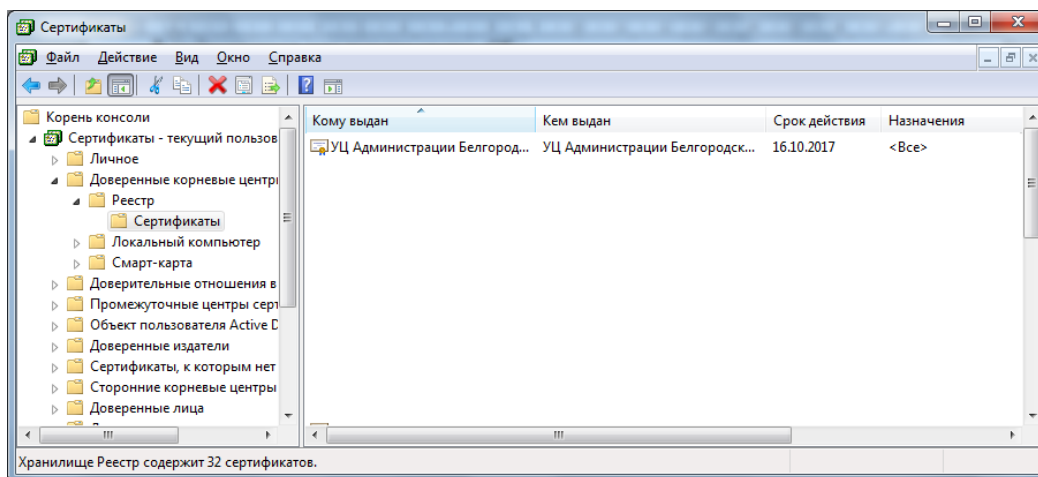 Сертификаты
Файл Действие Вид Окно Справка
Корень консоли
Сертификаты - текущий пользов
Личное
Доверенные корневые центры
Реестр
Сертификаты
Локальный компьютер
Смарт-карта
Доверительные отношения в
Промежуточные центры серт
Объект пользователя Active D
Доверенные издатели
Сертификаты, к которым нет
Сторонние корневые центры
Доверенные лица
Кому выдан Кем выдан Срок действия Назначения
УЦ Администрации Белгород... УЦ Администрации Белгородск... 16.10.2017 <Все>
Хранилище Реестр содержит 32 сертификатов.